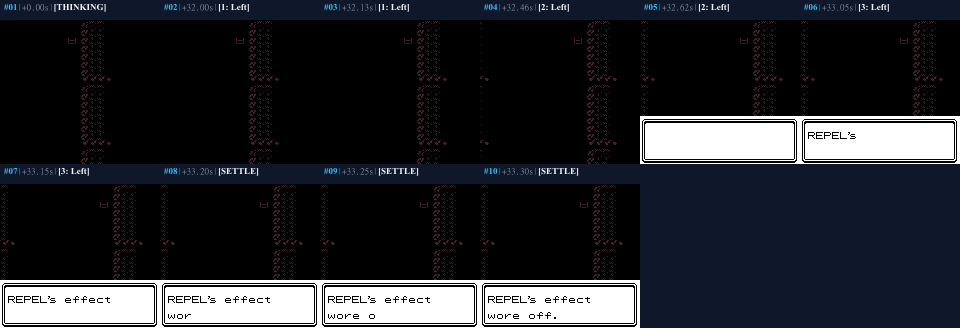 #01|+0.00s|[THINKING]
#02|+32.00s|[1: Left]
#03|+32.13s|[1: Left]
#04|+32.46s|[2: Left]
#05|+32.62s|[2: Left]
#06|+33.05s|[3: Left]
REPEL's
#07|+33.15s|[3: Left]
#08|+33.20s|[SETTLE]
#09|+33.25s|[SETTLE]
#10|+33.30s|[SETTLE]
REPEL's effect
REPEL's effect
wor
REPEL's effect
wore o
REPEL's effect
wore off.